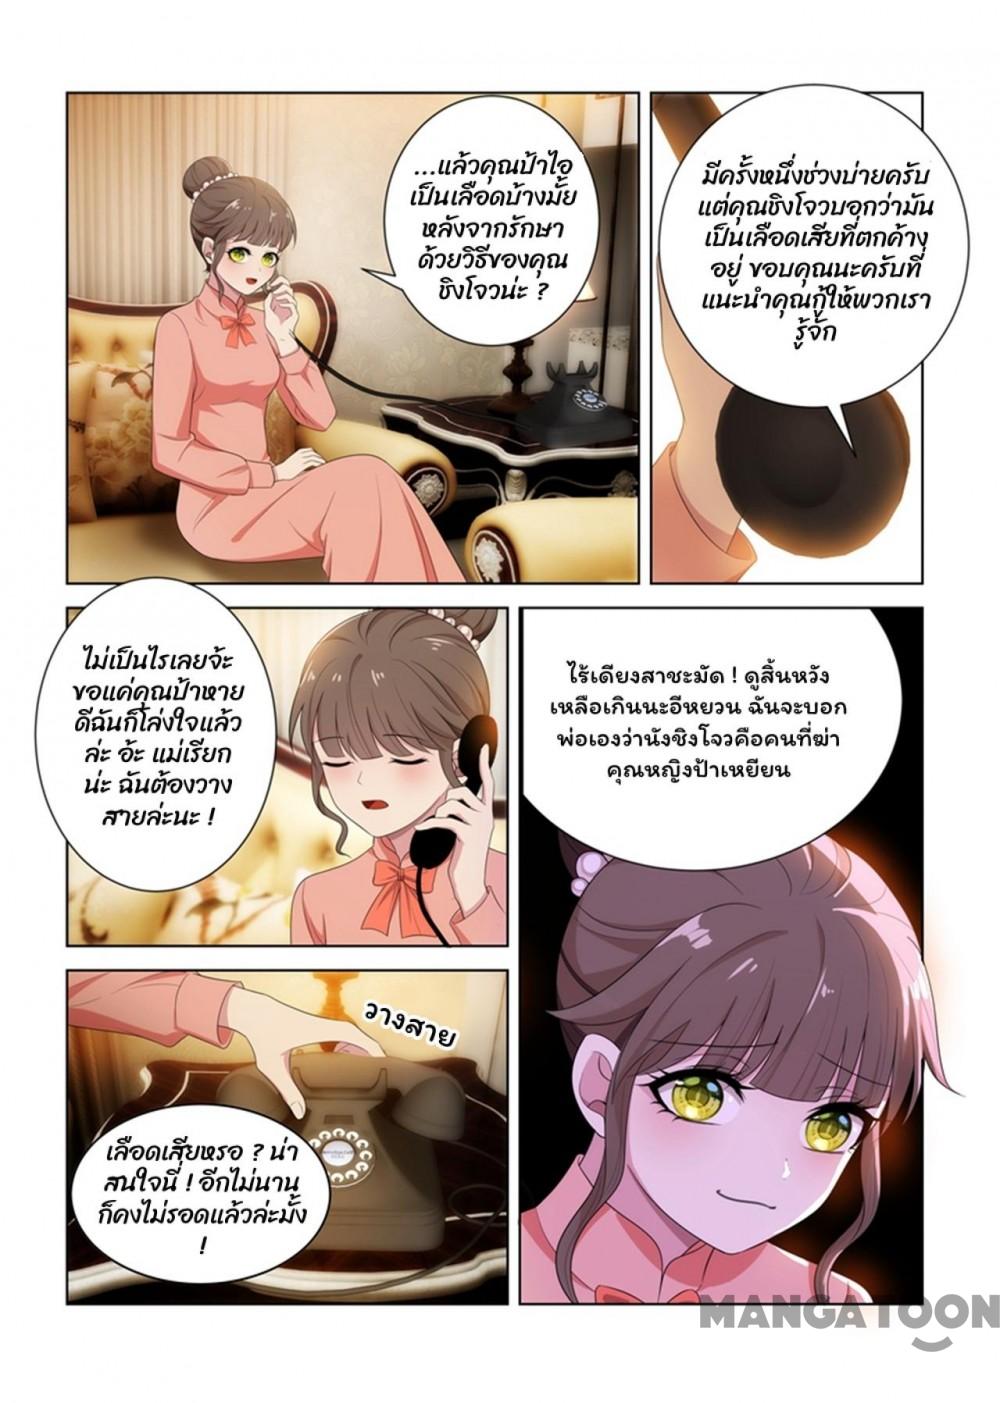 ...แล้วคุณป้าไอ
เป็นเลือดบ้างมั้ย
หลังจากรักษา
ด้วยวิธีของคุณ
ชิงโจวน่ะ ?
มีครั้งหนึ่งช่วงบ่ายครับ
แต่คุณชิงโจวบอกว่ามัน
เป็นเลือดเสียที่ตกค้าง
อยู่ ขอบคุณนะครับที่
แนะนำคุณกู้ให้พวกเรา
รู้จัก
ไม่เป็นไรเลยจ้ะ
ขอแค่คุณป้าหาย
ดีฉันก็โล่งใจแล้ว
ล่ะ อ้ะ แม่เรียก
น่ะ ฉันต้องวาง
สายล่ะนะ !
ไร้เดียงสาชะมัด ! ดูสิ้นหวัง
เหลือเกินนะอีหยวน ฉันจะบอก
พ่อเองว่านังชิงโจวคือคนที่ฆ่า
คุณหญิงป้าเหยียน
วางสาย
เลือดเสียหรอ ? น่า
สนใจนี่ ! อีกไม่นาน
ก็คงไม่รอดแล้วล่ะมั้ง
!
MANGATOON